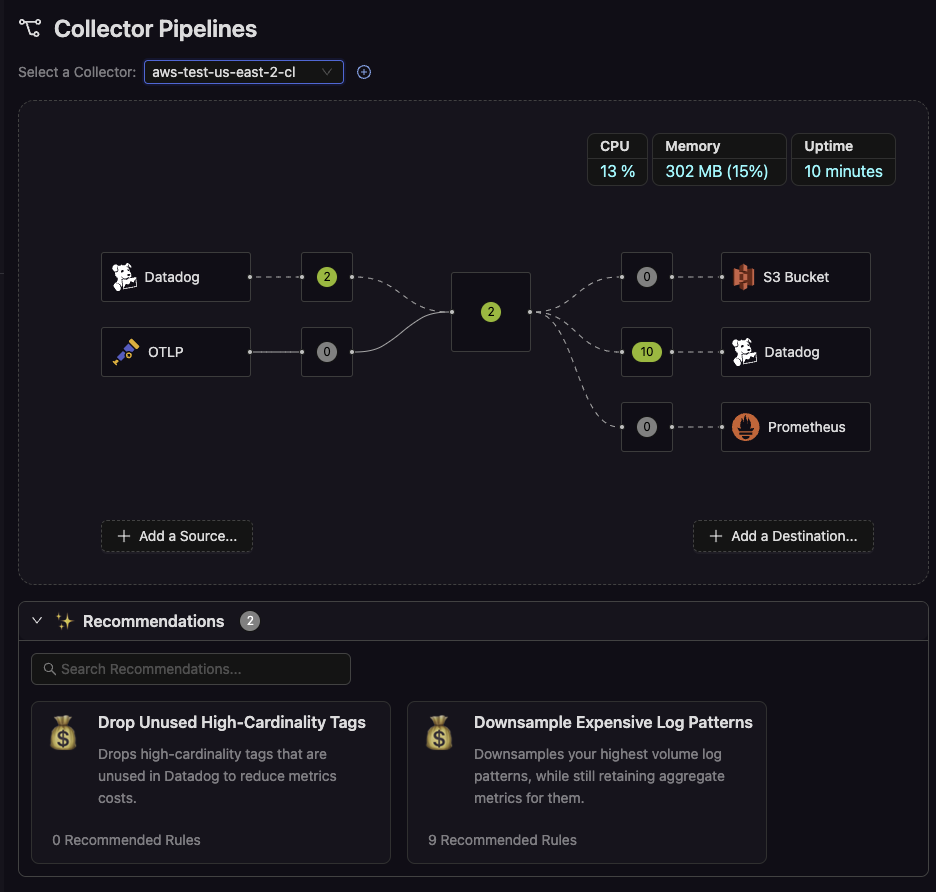 Collector Pipelines
Select a Collector: aws-test-us-east-2-cl
CPU
13 %
Memory
302 MB (15%)
Uptime
10 minutes
Datadog
2
OTLP
0
2
0
S3 Bucket
10
Datadog
0
Prometheus
+ Add a Source...
+ Add a Destination...
Recommendations 2
Search Recommendations...
Drop Unused High-Cardinality Tags
Drops high-cardinality tags that are
unused in Datadog to reduce metrics
costs.
0 Recommended Rules
Downsample Expensive Log Patterns
Downsamples your highest volume log
patterns, while still retaining aggregate
metrics for them.
9 Recommended Rules